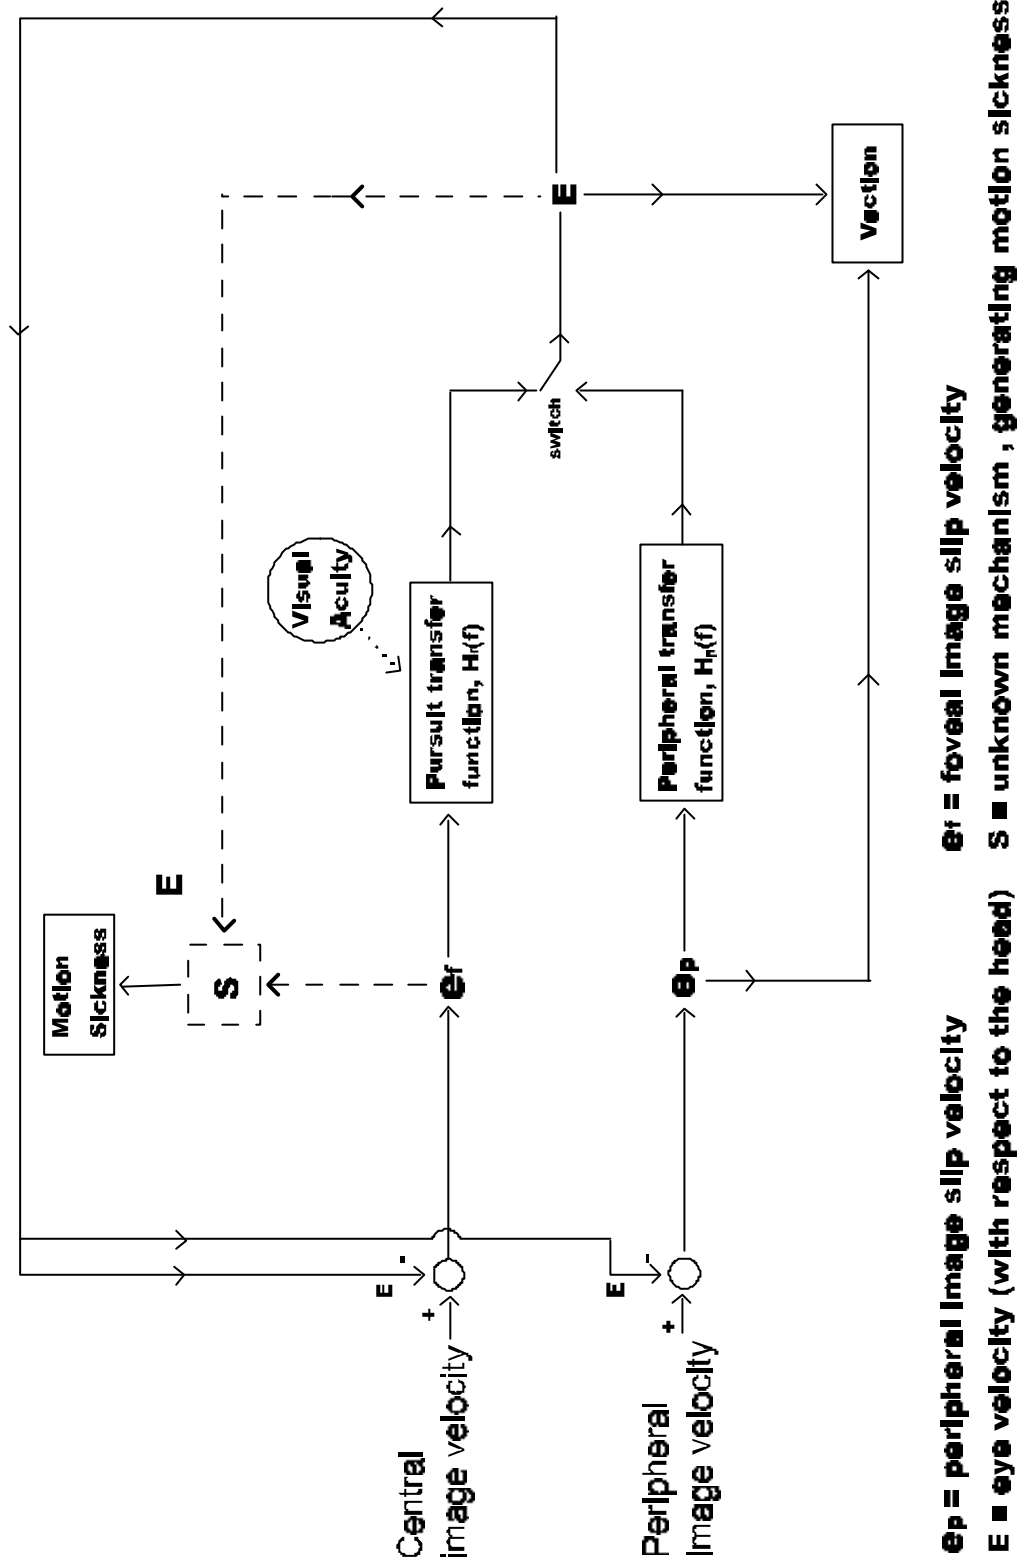 Motion
Sickness
E
S
Visual
Acuity
E
-
+
Central
image velocity
ef
Pursuit transfer
function, Hf(f)
switch
E
E
-
+
Peripheral
image velocity
ep
Peripheral transfer
function, Hp(f)
Vection
ep = peripheral image slip velocity
ef = foveal image slip velocity
E = eye velocity (with respect to the head)
S = unknown mechanism , generating motion sickness